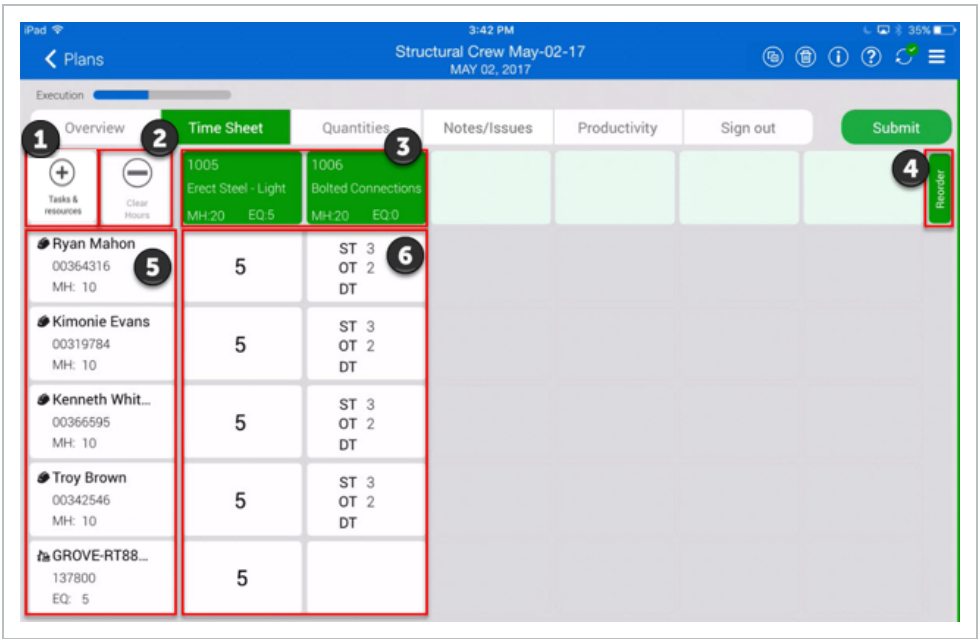 iPad 3:42 PM 35%
Plans
Structural Crew May-02-17
MAY 02, 2017
Execution
Overview Time Sheet Quantities Notes/Issues Productivity Sign out Submit
1 2 3 4
Tasks & resources
Clear Hours
1005
Erect Steel - Light
MH:20 EQ:5
1006
Bolted Connections
MH:20 EQ:0
Reorder
5 6
Ryan Mahon
00364316
MH: 10
5
ST 3
OT 2
DT
Kimonie Evans
00319784
MH: 10
5
ST 3
OT 2
DT
Kenneth Whit...
00366595
MH: 10
5
ST 3
OT 2
DT
Troy Brown
00342546
MH: 10
5
ST 3
OT 2
DT
GROVE-RT88...
137800
EQ: 5
5